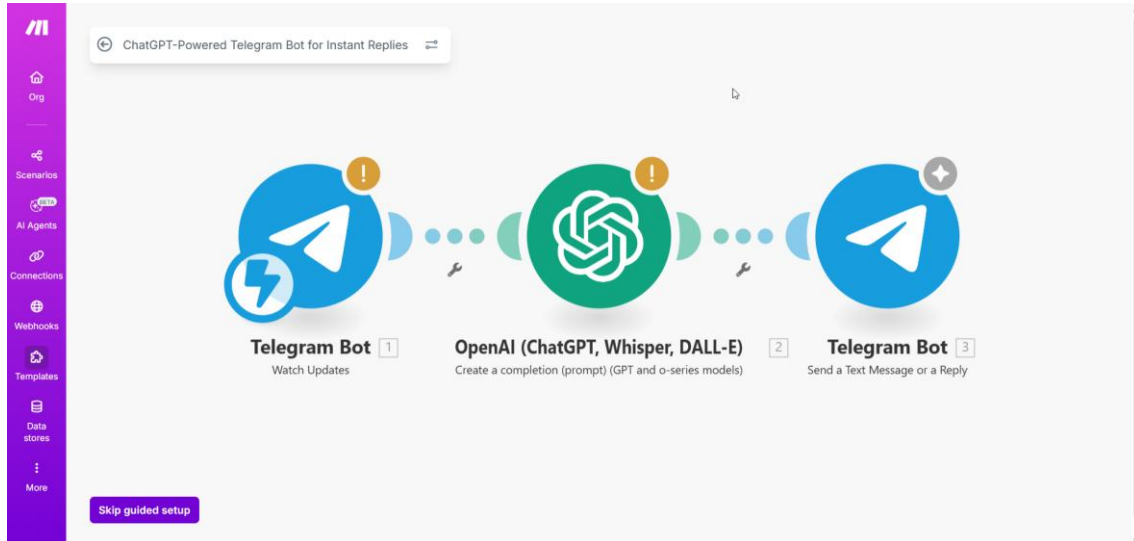 ChatGPT-Powered Telegram Bot for Instant Replies
Org
Scenarios
BETA
AI Agents
Connections
Webhooks
Templates
Data
stores
More
!
!
Telegram Bot 1
Watch Updates
OpenAI (ChatGPT, Whisper, DALL-E) 2
Create a completion (prompt) (GPT and o-series models)
Telegram Bot 3
Send a Text Message or a Reply
Skip guided setup